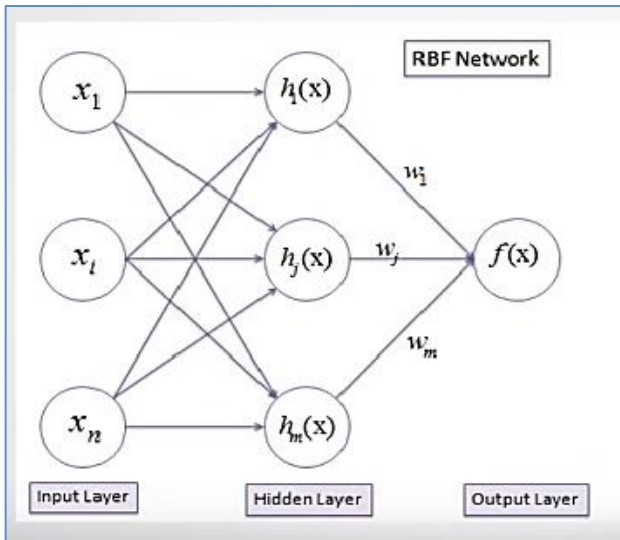 RBF Network
x₁ h₁(x)
w₁
xᵢ hⱼ(x) wⱼ f(x)
wₘ
xₙ hₘ(x)
Input Layer Hidden Layer Output Layer